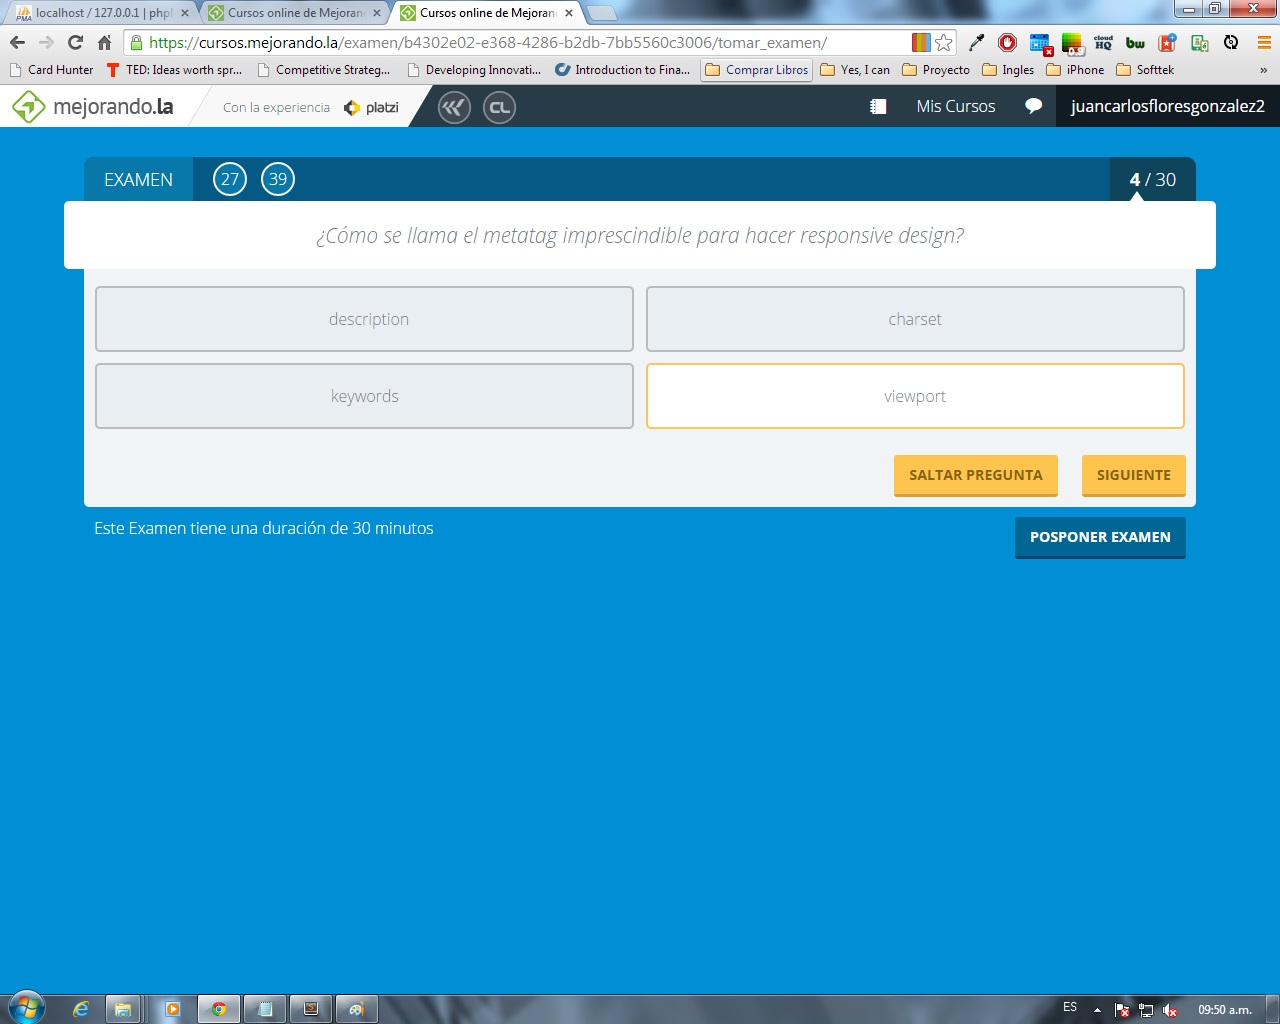 localhost / 127.0.0.1 | php
Cursos online de Mejoran
Cursos online de Mejoran
https://cursos.mejorando.la/examen/b4302e02-e368-4286-b2db-7bb5560c3006/tomar_examen/
Card Hunter
TED: Ideas worth spr...
Competitive Strateg...
Developing Innovati...
Introduction to Fina...
Comprar Libros
Yes, I can
Proyecto
Ingles
iPhone
Softtek
»
mejorando.la
Con la experiencia
platzi
CL
Mis Cursos
juancarlosfloresgonzalez2
EXAMEN
27
39
4 / 30
¿Cómo se llama el metatag imprescindible para hacer responsive design?
description
charset
keywords
viewport
SALTAR PREGUNTA
SIGUIENTE
Este Examen tiene una duración de 30 minutos
POSPONER EXAMEN
ES
09:50 a.m.